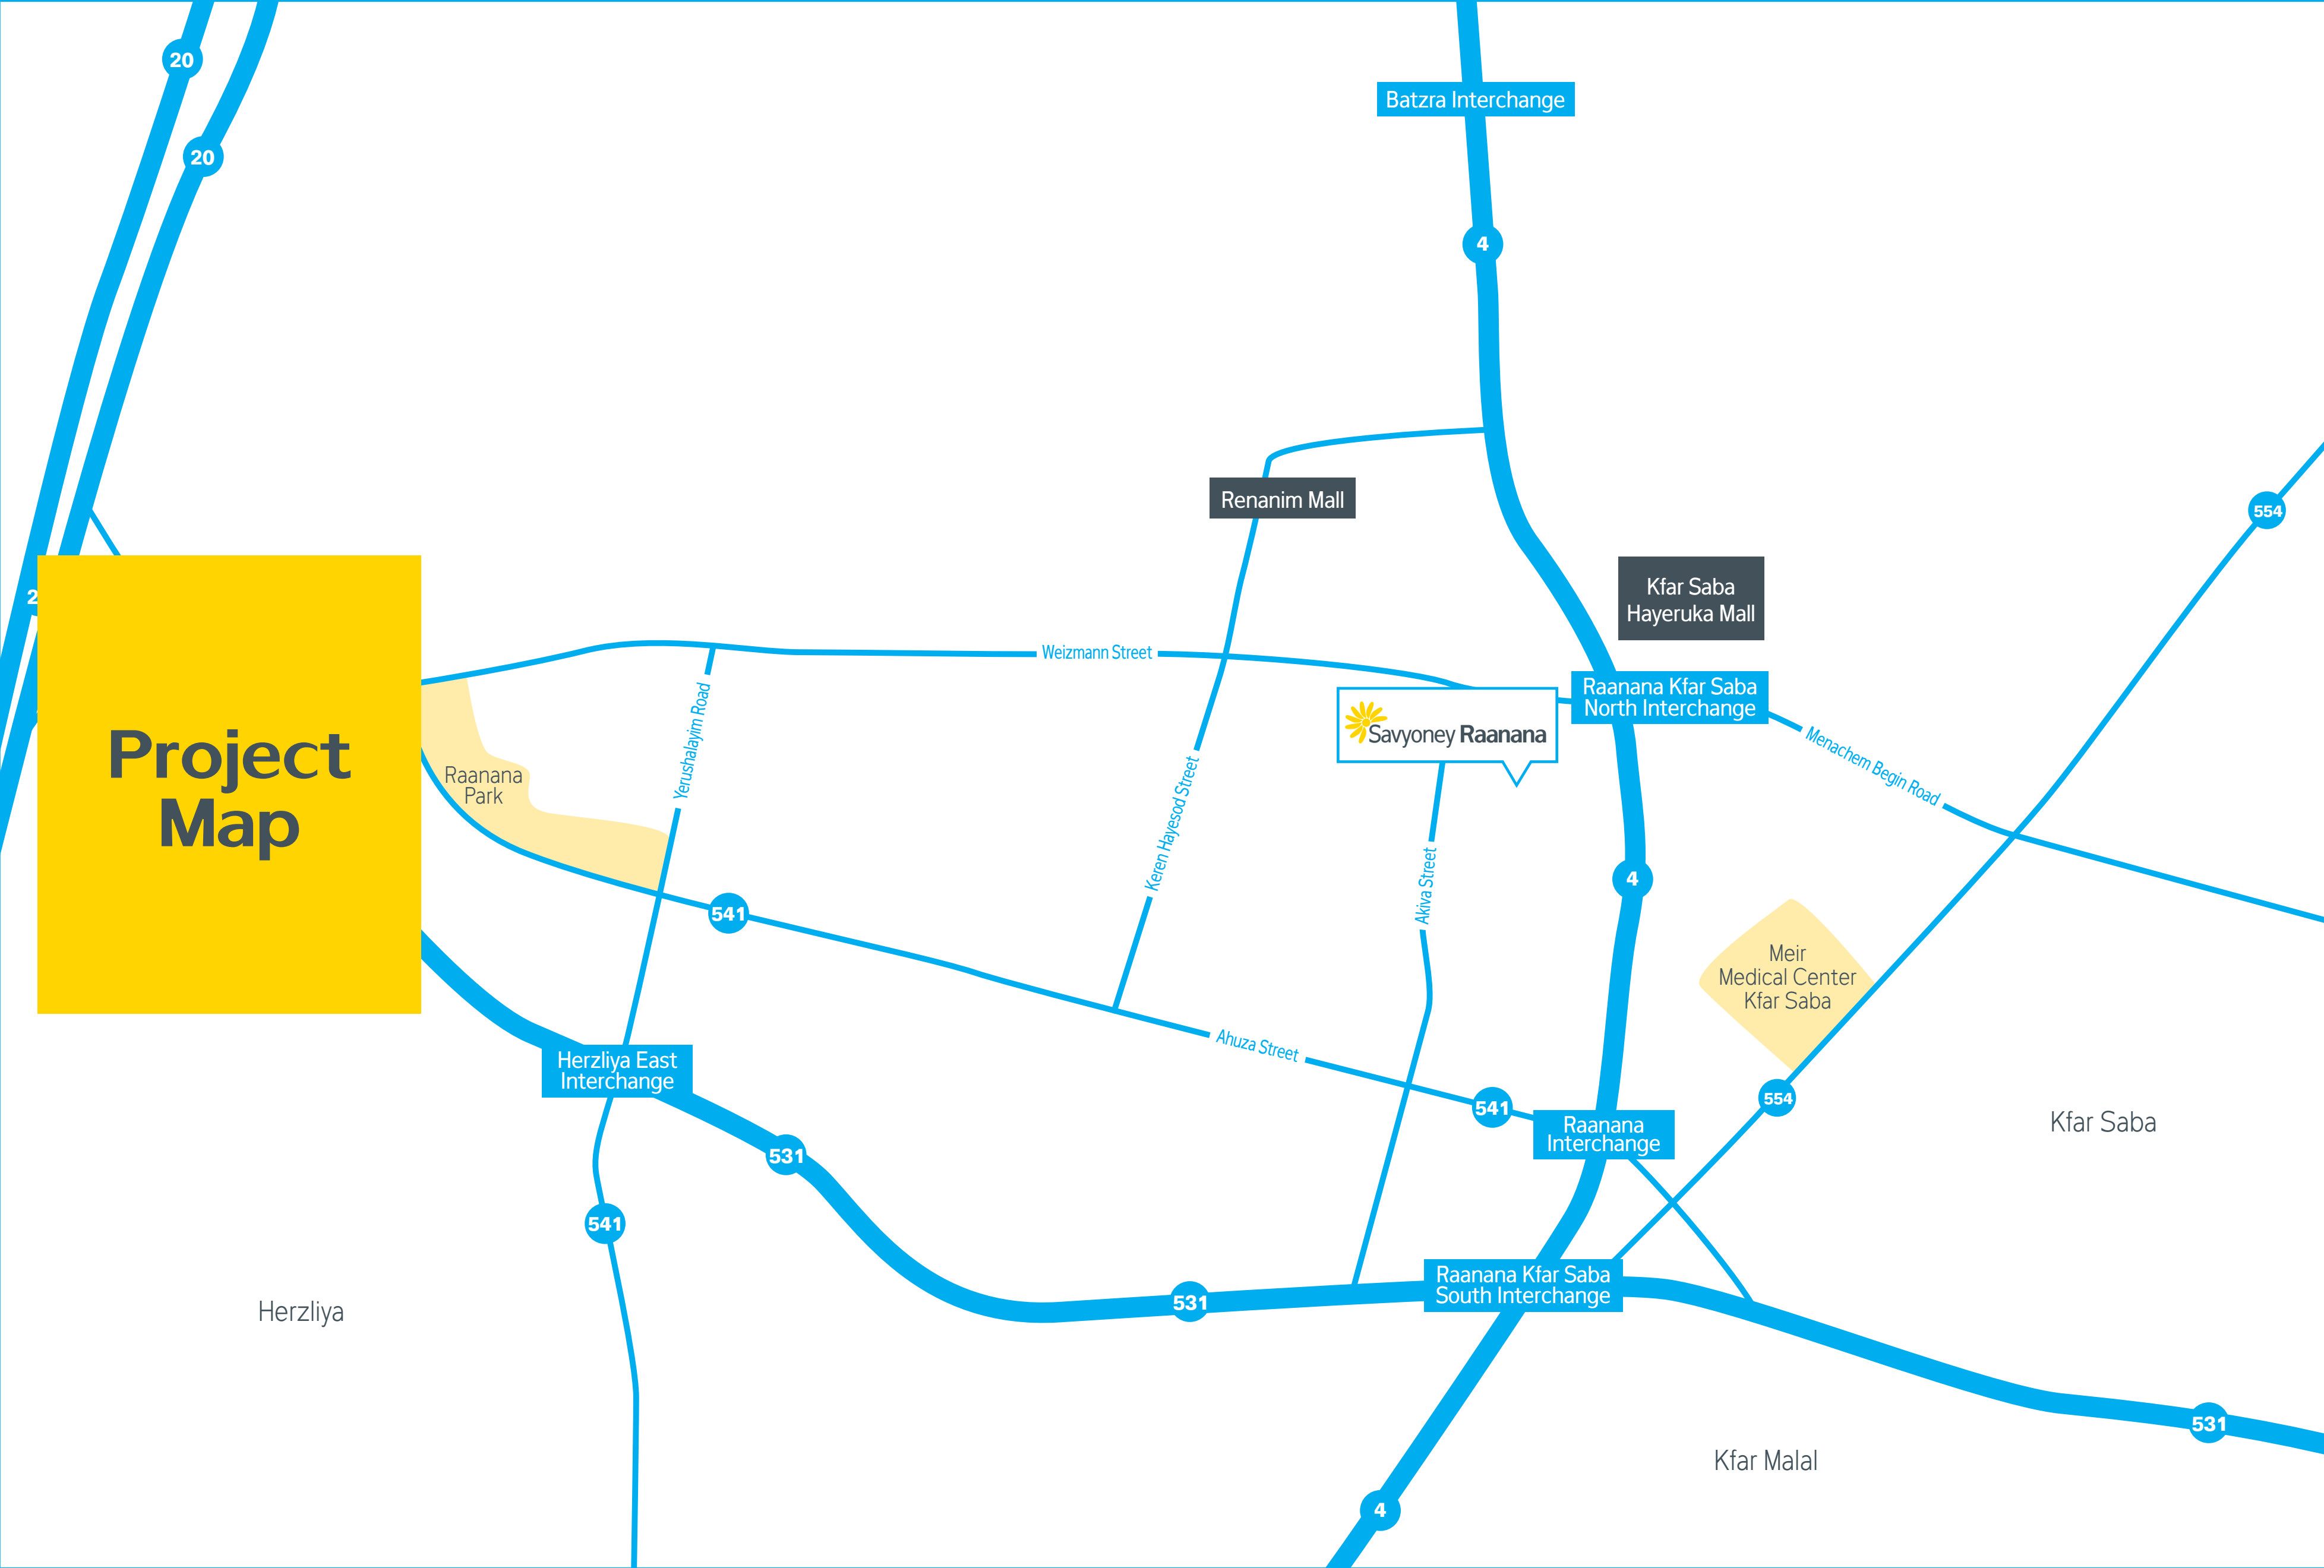 20
Batzra Interchange
20
4
Renanim Mall
554
Kfar Saba
Hayeruka Mall
2
Weizmann Street
Raanana Kfar Saba
North Interchange
Yerushalayim Road
Savyoney Raanana
Menachem Begin Road
Project
Map
Raanana
Park
Keren Hayesod Street
Akiva Street
4
541
Meir
Medical Center
Kfar Saba
Ahuza Street
Herzliya East
Interchange
554
541
Raanana
Interchange
Kfar Saba
531
541
Raanana Kfar Saba
South Interchange
531
Herzliya
531
Kfar Malal
4